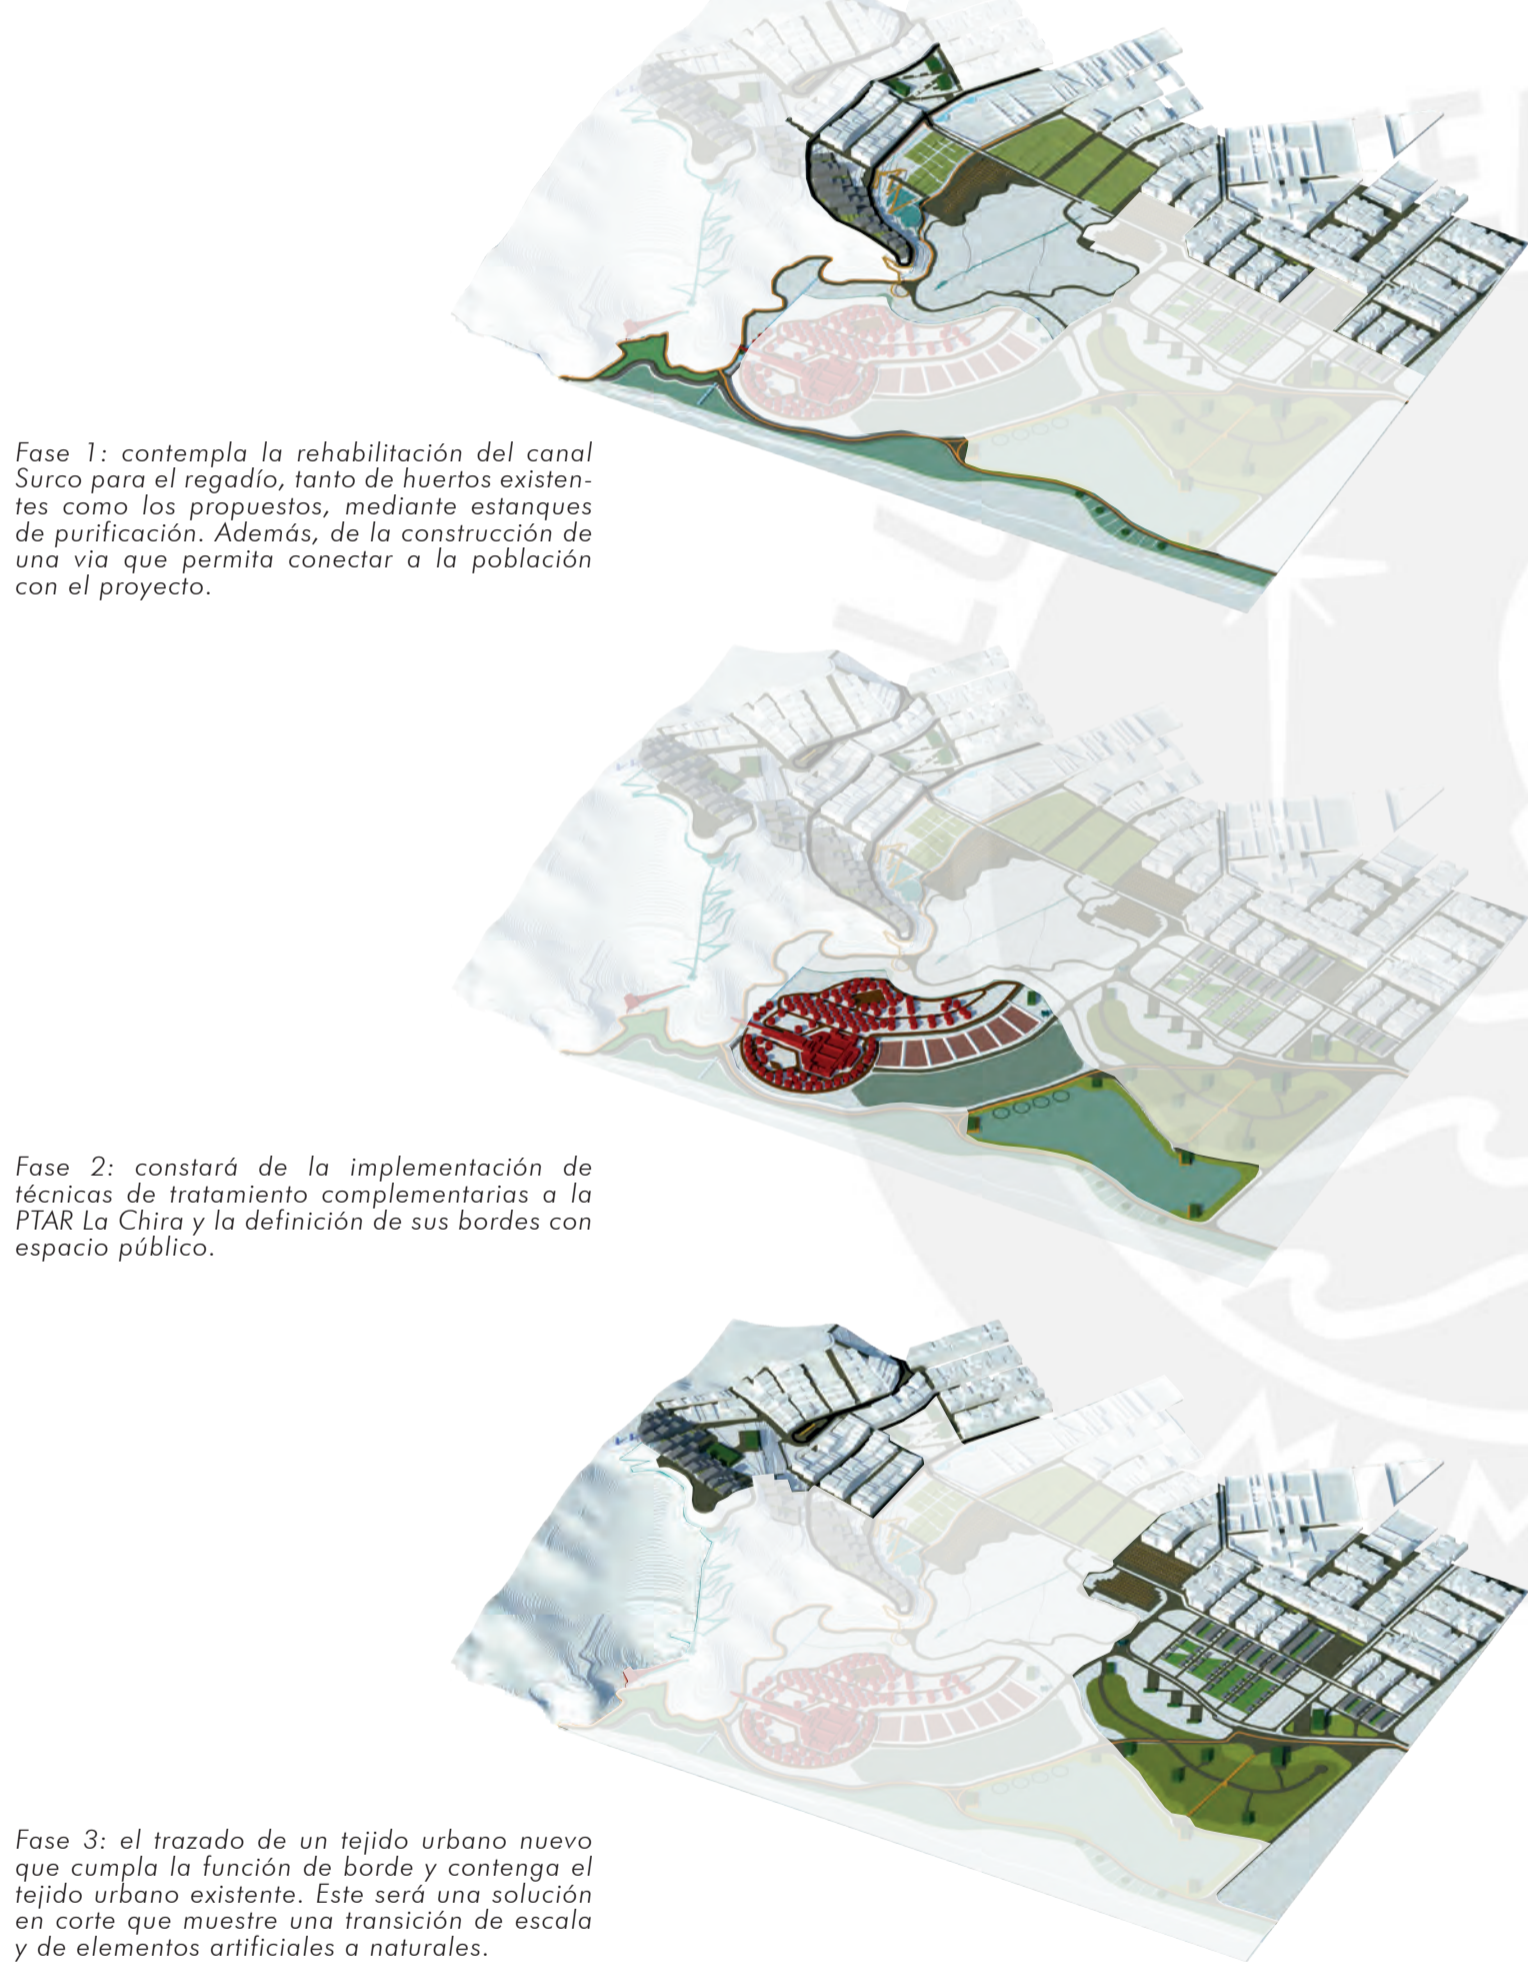 Fase 1: contempla la rehabilitación del canal
Surco para el regadío, tanto de huertos existen-
tes como los propuestos, mediante estanques
de purificación. Además, de la construcción de
una via que permita conectar a la población
con el proyecto.
Fase 2: constará de la implementación de
técnicas de tratamiento complementarias a la
PTAR La Chira y la definición de sus bordes con
espacio público.
Fase 3: el trazado de un tejido urbano nuevo
que cumpla la función de borde y contenga el
tejido urbano existente. Este será una solución
en corte que muestre una transición de escala
y de elementos artificiales a naturales.